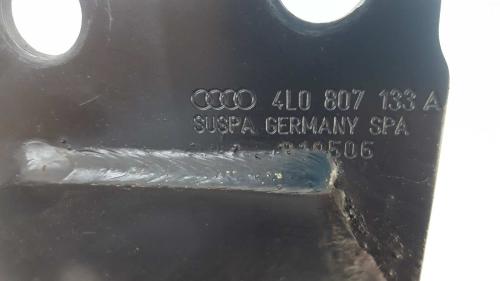 4L0 807 133 A
SUSPA GERMANY SPA